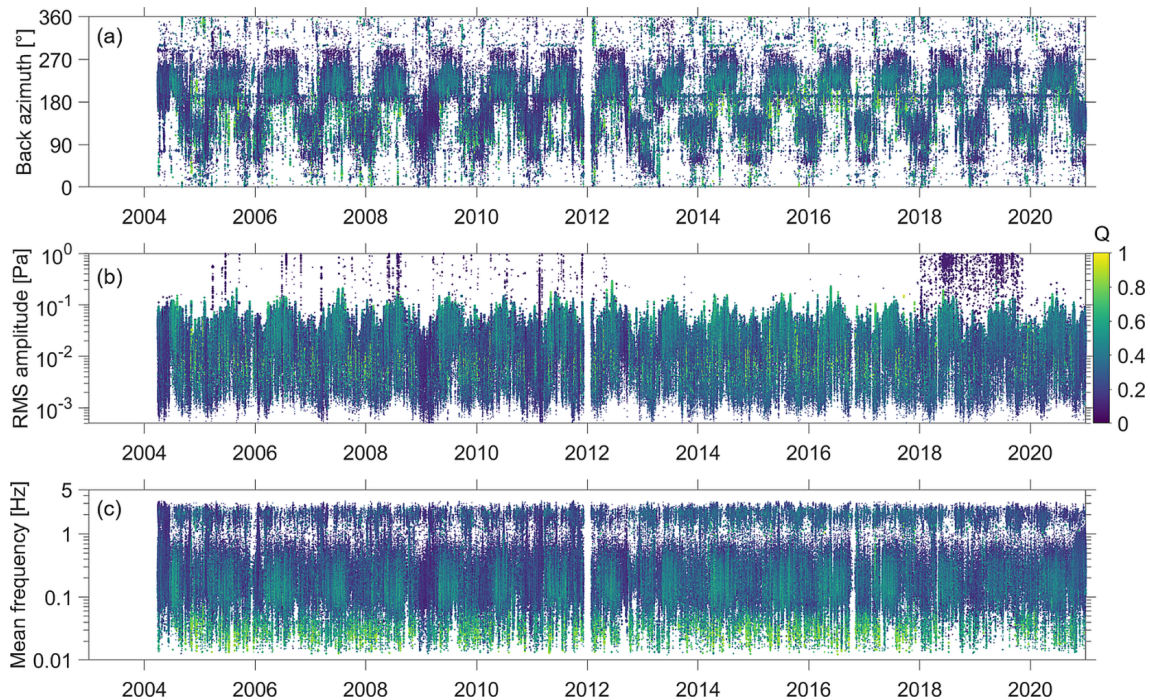 (a)
Back azimuth [°]
360
270
180
90
0
2004 2006 2008 2010 2012 2014 2016 2018 2020
(b)
RMS amplitude [Pa]
10⁰
10⁻¹
10⁻²
10⁻³
2004 2006 2008 2010 2012 2014 2016 2018 2020
Q
1
0.8
0.6
0.4
0.2
0
(c)
Mean frequency [Hz]
5
1
0.1
0.01
2004 2006 2008 2010 2012 2014 2016 2018 2020